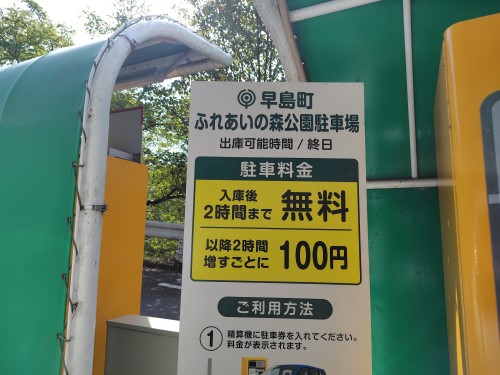 早島町
ふれあいの森公園駐車場
出庫可能時間 / 終日
駐車料金
入庫後
2時間まで 無料
以降2時間
増すごとに 100円
ご利用方法
① 精算機に駐車券を入れてください。
料金が表示されます。